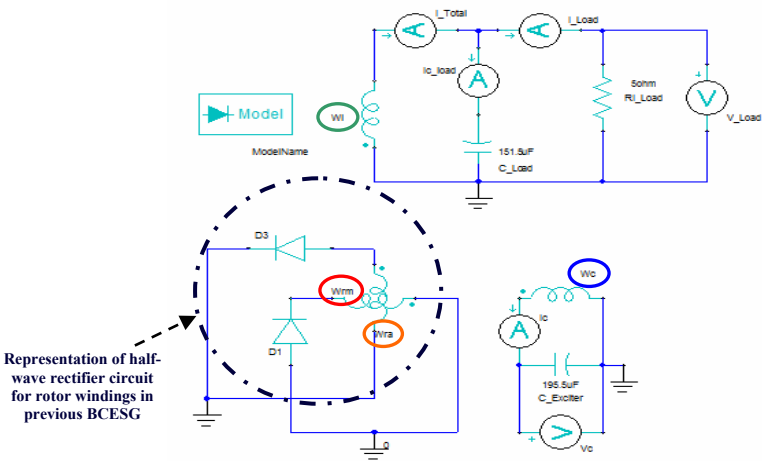 I_Total
I_Load
Ic_load
A
A
A
5ohm
Rl_Load
V
V_Load
Model
Wl
ModelName
151.5uF
C_Load
D3
Wrm
Wra
D1
Wc
Ic
A
195.5uF
C_Exciter
V
Vc
0
Representation of half-
wave rectifier circuit
for rotor windings in
previous BCESG